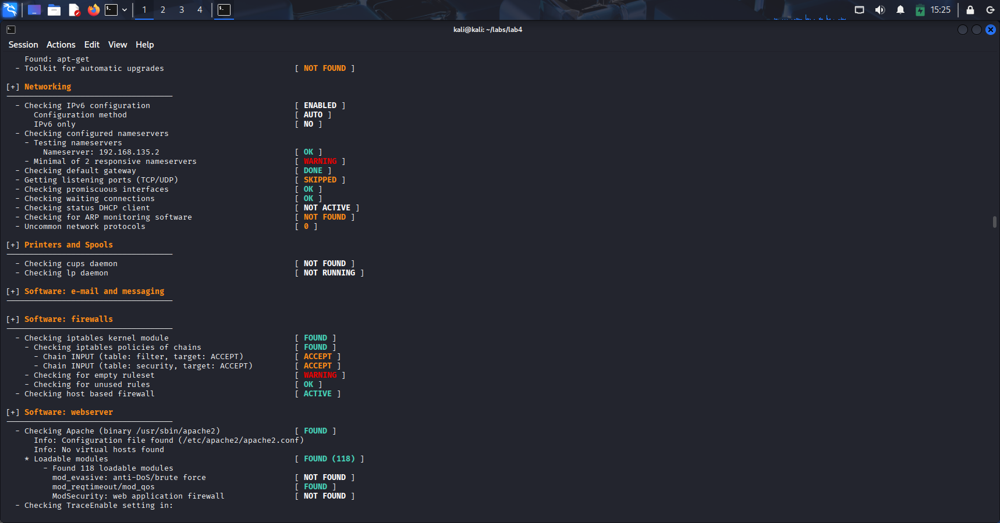 1 2 3 4 15:25
kali@kali: ~/labs/lab4
Session Actions Edit View Help
Found: apt-get
- Toolkit for automatic upgrades [ NOT FOUND ]
[+] Networking
- Checking IPv6 configuration [ ENABLED ]
Configuration method [ AUTO ]
IPv6 only [ NO ]
- Checking configured nameservers
- Testing nameservers
Nameserver: 192.168.135.2 [ OK ]
- Minimal of 2 responsive nameservers [ WARNING ]
- Checking default gateway [ DONE ]
- Getting listening ports (TCP/UDP) [ SKIPPED ]
- Checking promiscuous interfaces [ OK ]
- Checking waiting connections [ OK ]
- Checking status DHCP client [ NOT ACTIVE ]
- Checking for ARP monitoring software [ NOT FOUND ]
- Uncommon network protocols [ 0 ]
[+] Printers and Spools
- Checking cups daemon [ NOT FOUND ]
- Checking lp daemon [ NOT RUNNING ]
[+] Software: e-mail and messaging
[+] Software: firewalls
- Checking iptables kernel module [ FOUND ]
- Checking iptables policies of chains [ FOUND ]
- Chain INPUT (table: filter, target: ACCEPT) [ ACCEPT ]
- Chain INPUT (table: security, target: ACCEPT) [ ACCEPT ]
- Checking for empty ruleset [ WARNING ]
- Checking for unused rules [ OK ]
- Checking host based firewall [ ACTIVE ]
[+] Software: webserver
- Checking Apache (binary /usr/sbin/apache2) [ FOUND ]
Info: Configuration file found (/etc/apache2/apache2.conf)
Info: No virtual hosts found
* Loadable modules [ FOUND (118) ]
- Found 118 loadable modules
mod_evasive: anti-DoS/brute force [ NOT FOUND ]
mod_reqtimeout/mod_qos [ FOUND ]
ModSecurity: web application firewall [ NOT FOUND ]
- Checking TraceEnable setting in: